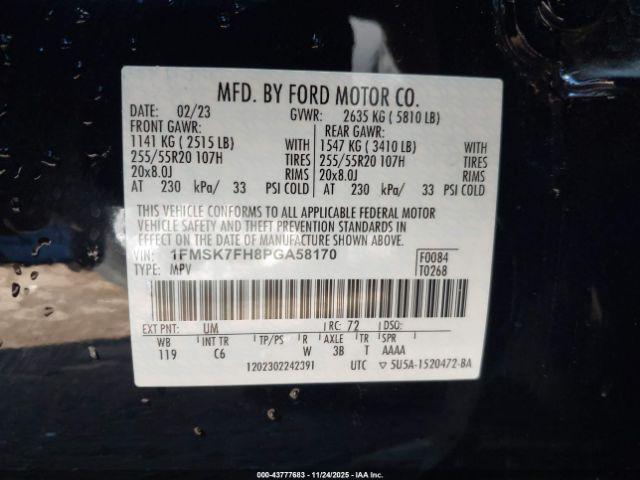 MFD. BY FORD MOTOR CO.
DATE: 02/23 GVWR: 2635 KG ( 5810 LB)
FRONT GAWR: REAR GAWR:
1141 KG ( 2515 LB) WITH 1547 KG ( 3410 LB) WITH
255/55R20 107H TIRES 255/55R20 107H TIRES
20x8.0J RIMS 20x8.0J RIMS
AT 230 kPa/ 33 PSI COLD AT 230 kPa/ 33 PSI COLD
THIS VEHICLE CONFORMS TO ALL APPLICABLE FEDERAL MOTOR
VEHICLE SAFETY AND THEFT PREVENTION STANDARDS
IN EFFECT ON THE DATE OF MANUFACTURE SHOWN ABOVE.
VIN: 1FMSK7FH8PGA58170 F0084
TYPE: MPV T0268
EXT PNT: UM RC: 72 DSO:
WB INT TR TP/PS R AXLE TR SPR
119 C6 W 3B T AAAA
1202302242391 UTC ▽ 5U5A-1520472-BA
000-43777683 - 11/24/2025 - IAAI.COM